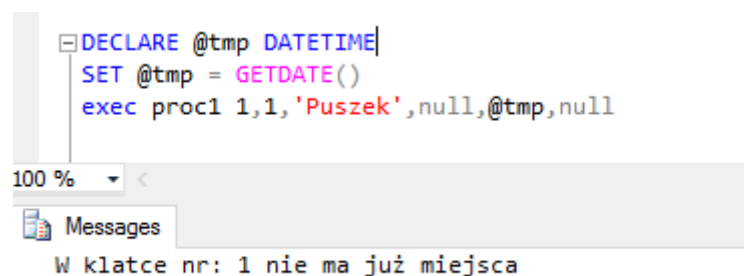 DECLARE @tmp DATETIME
SET @tmp = GETDATE()
exec proc1 1,1,'Puszek',null,@tmp,null
100 %
Messages
W klatce nr: 1 nie ma już miejsca